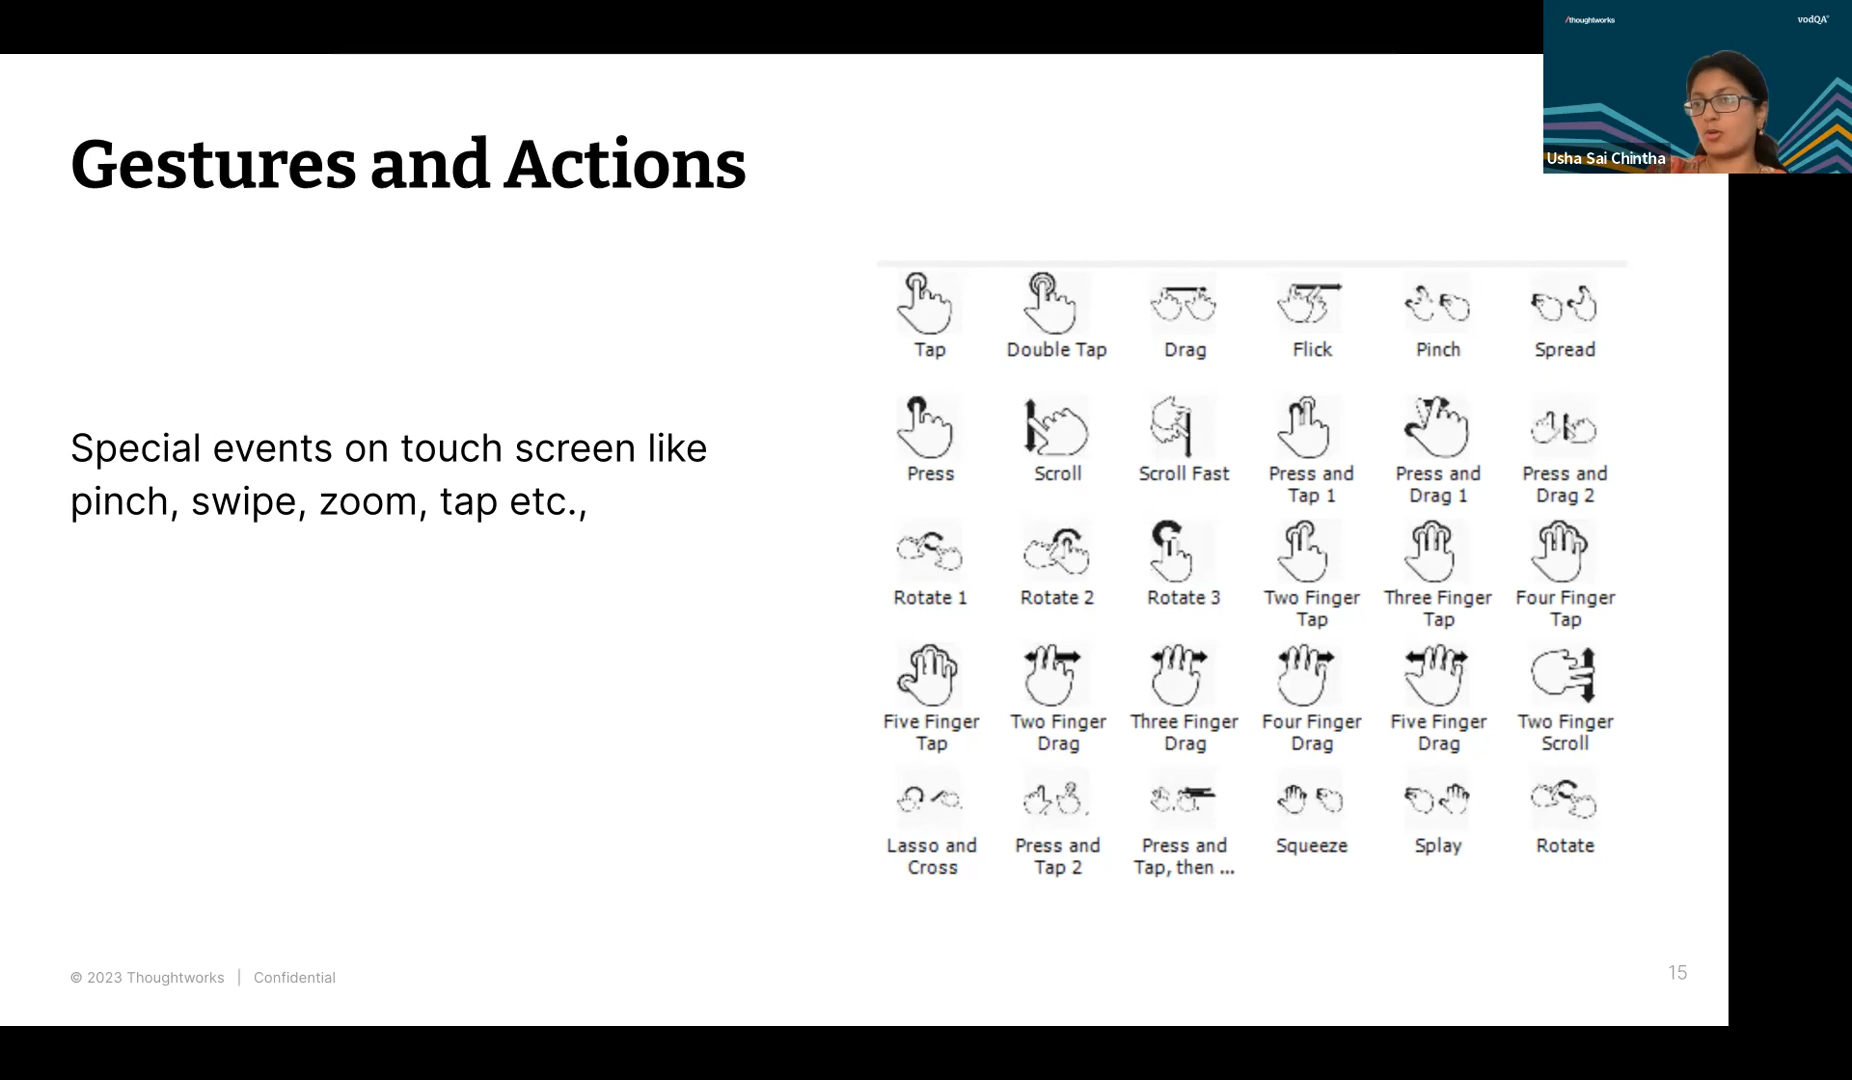 /thoughtworks
vodQA
Usha Sai Chintha
Gestures and Actions
Special events on touch screen like
pinch, swipe, zoom, tap etc.,
Tap
Double Tap
Drag
Flick
Pinch
Spread
Press
Scroll
Scroll Fast
Press and
Tap 1
Press and
Drag 1
Press and
Drag 2
Rotate 1
Rotate 2
Rotate 3
Two Finger
Tap
Three Finger
Tap
Four Finger
Tap
Five Finger
Tap
Two Finger
Drag
Three Finger
Drag
Four Finger
Drag
Five Finger
Drag
Two Finger
Scroll
Lasso and
Cross
Press and
Tap 2
Press and
Tap, then ...
Squeeze
Splay
Rotate
© 2023 Thoughtworks | Confidential
15